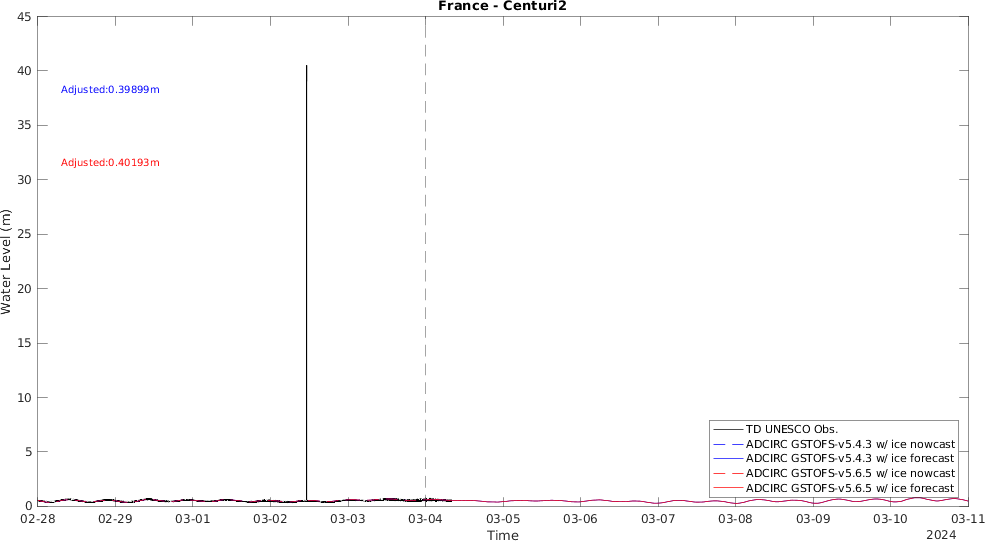 France - Centuri2
45
40
35
30
25
20
15
10
5
0
Water Level (m)
Adjusted:0.39899m
Adjusted:0.40193m
TD UNESCO Obs.
ADCIRC GSTOFS-v5.4.3 w/ ice nowcast
ADCIRC GSTOFS-v5.4.3 w/ ice forecast
ADCIRC GSTOFS-v5.6.5 w/ ice nowcast
ADCIRC GSTOFS-v5.6.5 w/ ice forecast
02-28 02-29 03-01 03-02 03-03 03-04 03-05 03-06 03-07 03-08 03-09 03-10 03-11
Time
2024